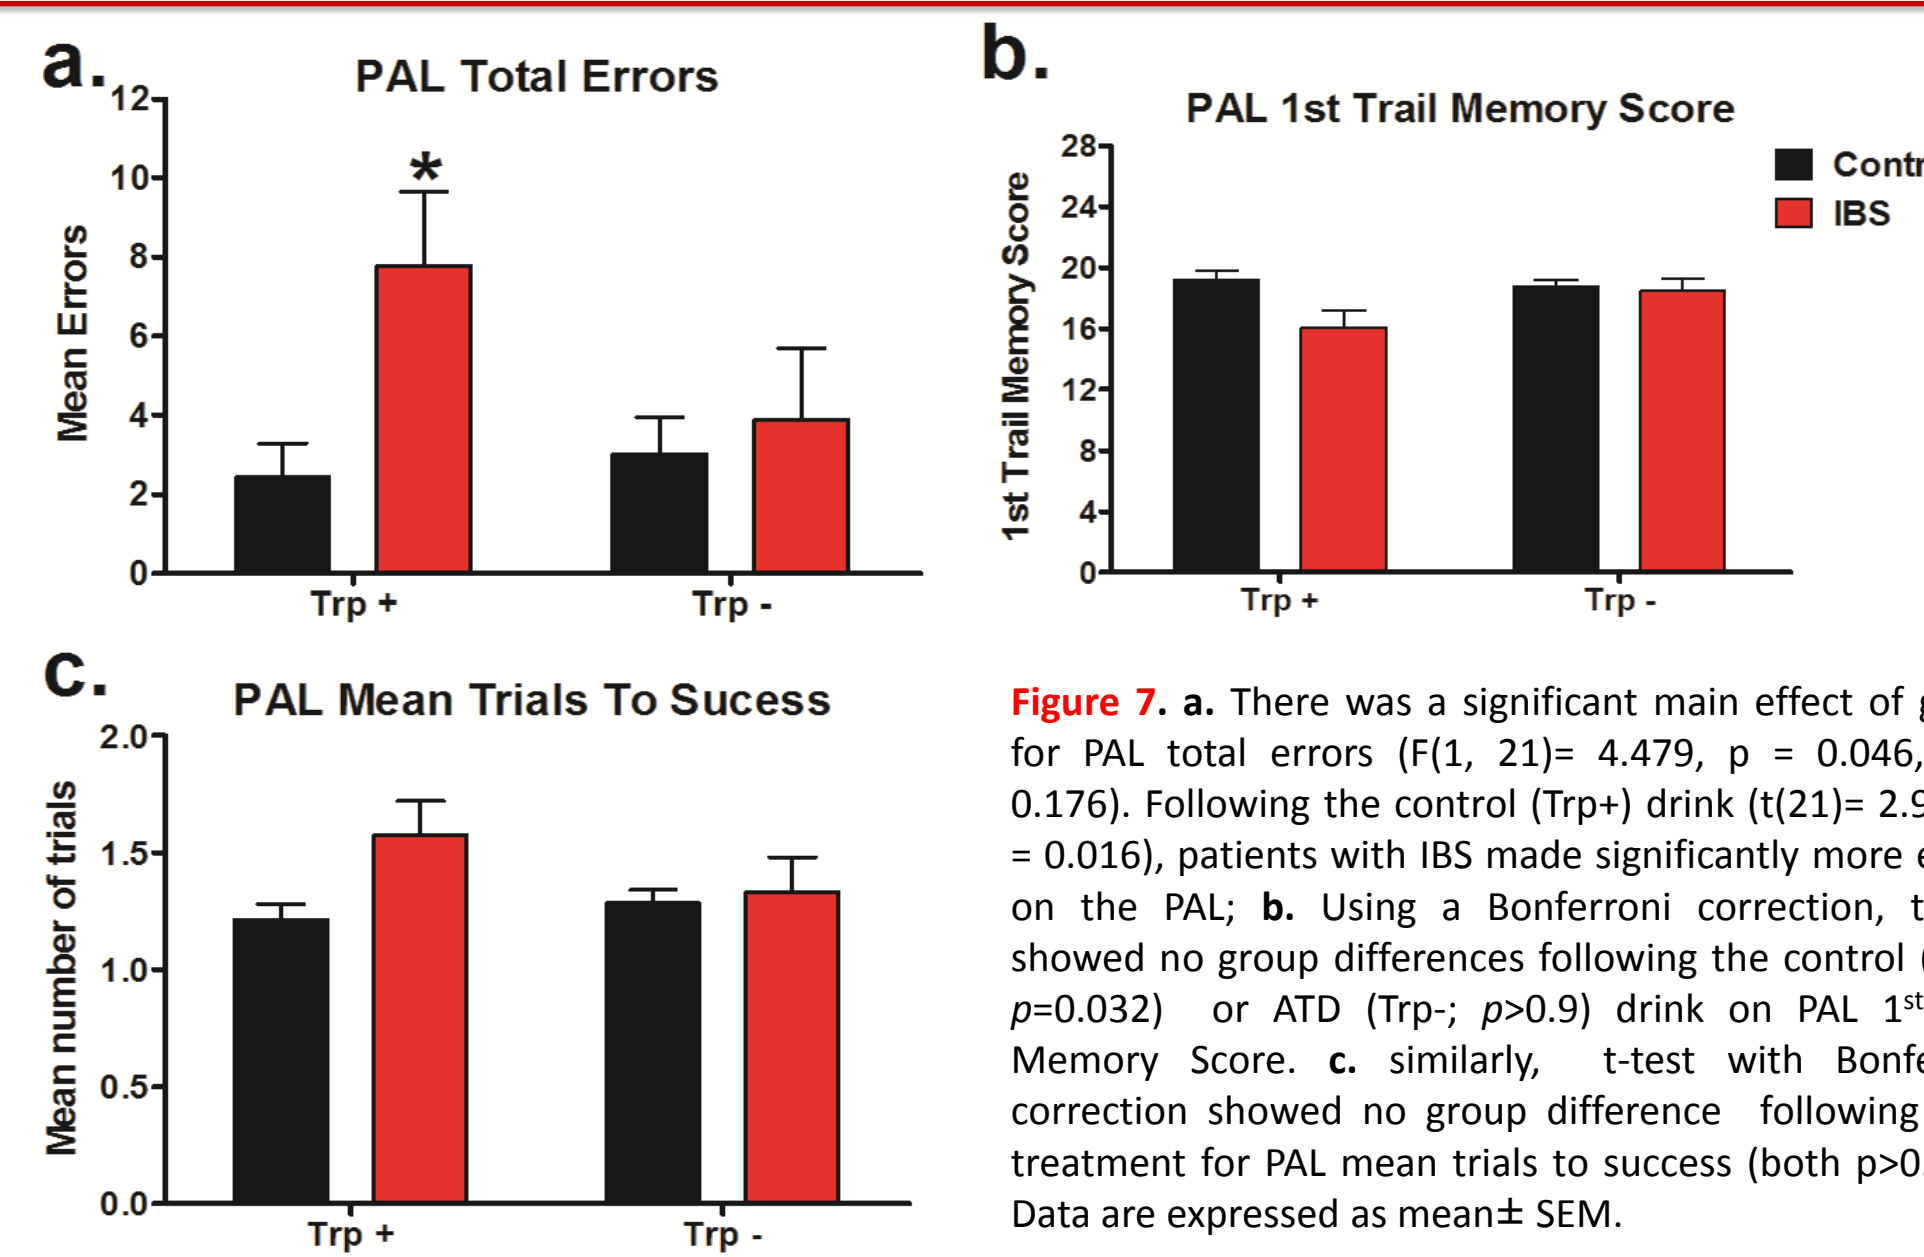 a.
PAL Total Errors
12
10
8
6
4
2
0
Mean Errors
*
Trp + Trp -
b.
PAL 1st Trail Memory Score
28
24
20
16
12
8
4
0
1st Trail Memory Score
Trp + Trp -
Contr
IBS
c.
PAL Mean Trials To Sucess
2.0
1.5
1.0
0.5
0.0
Mean number of trials
Trp + Trp -
Figure 7. a. There was a significant main effect of
for PAL total errors (F(1, 21)= 4.479, p = 0.046,
0.176). Following the control (Trp+) drink (t(21)= 2.9
= 0.016), patients with IBS made significantly more
on the PAL; b. Using a Bonferroni correction,
showed no group differences following the control (
p=0.032) or ATD (Trp-; p>0.9) drink on PAL 1st
Memory Score. c. similarly, t-test with Bonfe
correction showed no group difference following
treatment for PAL mean trials to success (both p>0.
Data are expressed as mean± SEM.